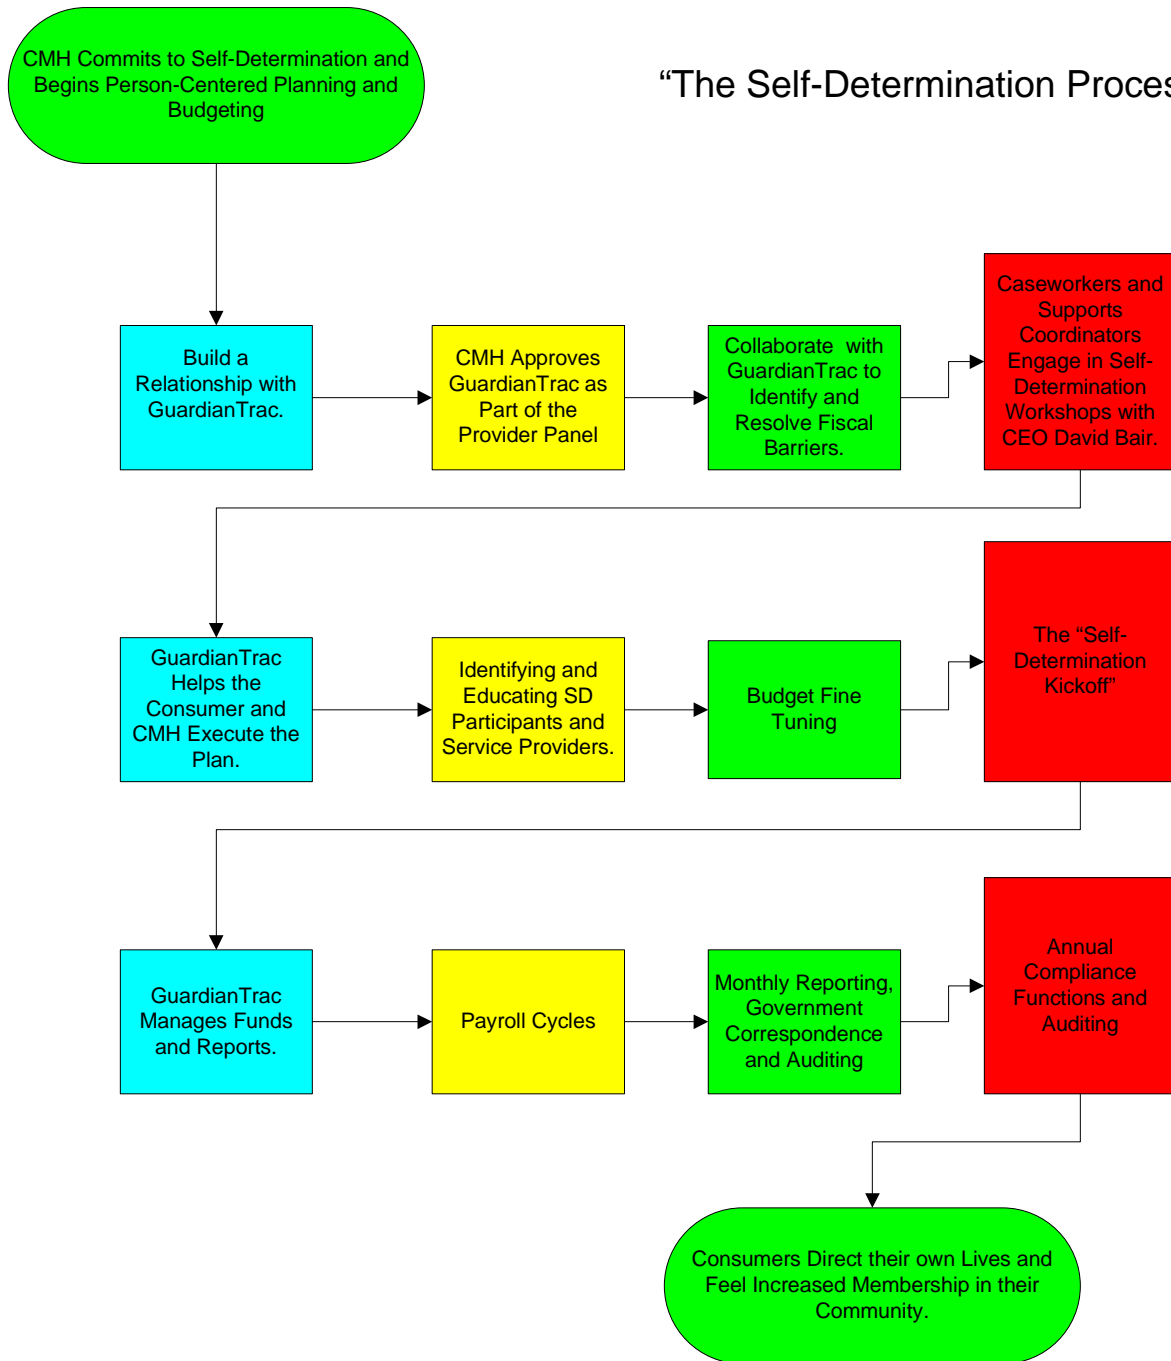 CMH Commits to Self-Determination and
Begins Person-Centered Planning and
Budgeting
“The Self-Determination Proces
Build a
Relationship with
GuardianTrac.
CMH Approves
GuardianTrac as
Part of the
Provider Panel
Collaborate with
GuardianTrac to
Identify and
Resolve Fiscal
Barriers.
Caseworkers and
Supports
Coordinators
Engage in Self-
Determination
Workshops with
CEO David Bair.
GuardianTrac
Helps the
Consumer and
CMH Execute the
Plan.
Identifying and
Educating SD
Participants and
Service Providers.
Budget Fine
Tuning
The “Self-
Determination
Kickoff”
GuardianTrac
Manages Funds
and Reports.
Payroll Cycles
Monthly Reporting,
Government
Correspondence
and Auditing
Annual
Compliance
Functions and
Auditing
Consumers Direct their own Lives and
Feel Increased Membership in their
Community.